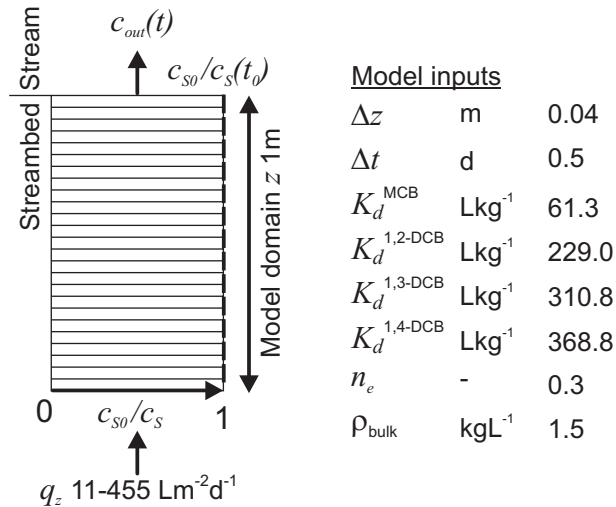 c_out(t)
Stream
c_S0/c_S(t_0)
Streambed
Model domain z 1m
0
c_S0/c_S
1
q_z 11-455 Lm⁻²d⁻¹
Model inputs
Δz m 0.04
Δt d 0.5
K_d^MCB Lkg⁻¹ 61.3
K_d^1,2-DCB Lkg⁻¹ 229.0
K_d^1,3-DCB Lkg⁻¹ 310.8
K_d^1,4-DCB Lkg⁻¹ 368.8
n_e - 0.3
ρ_bulk kgL⁻¹ 1.5